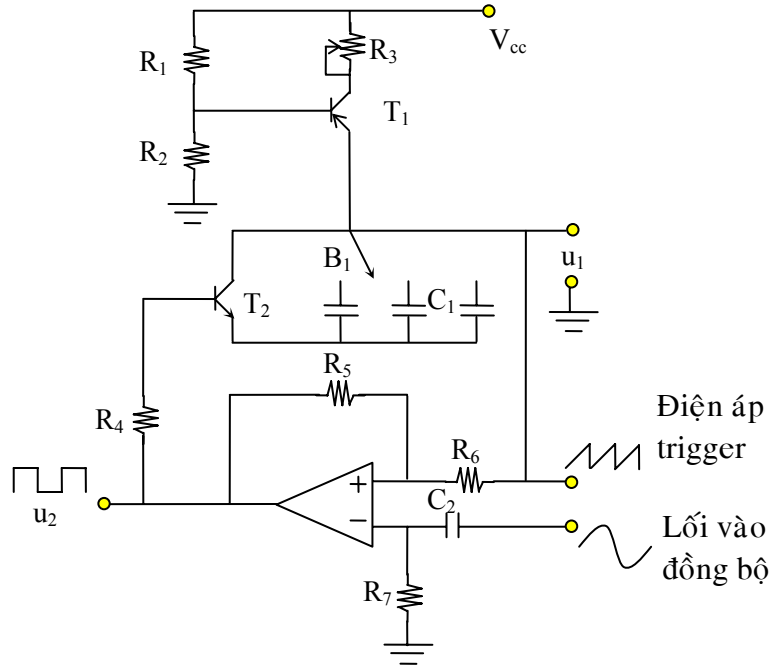 V_cc
R₃
R₁
T₁
R₂
B₁
C₁
u₁
T₂
R₅
R₄
R₆
Điện áp
trigger
+
C₂
−
u₂
Lối vào
đồng bộ
R₇